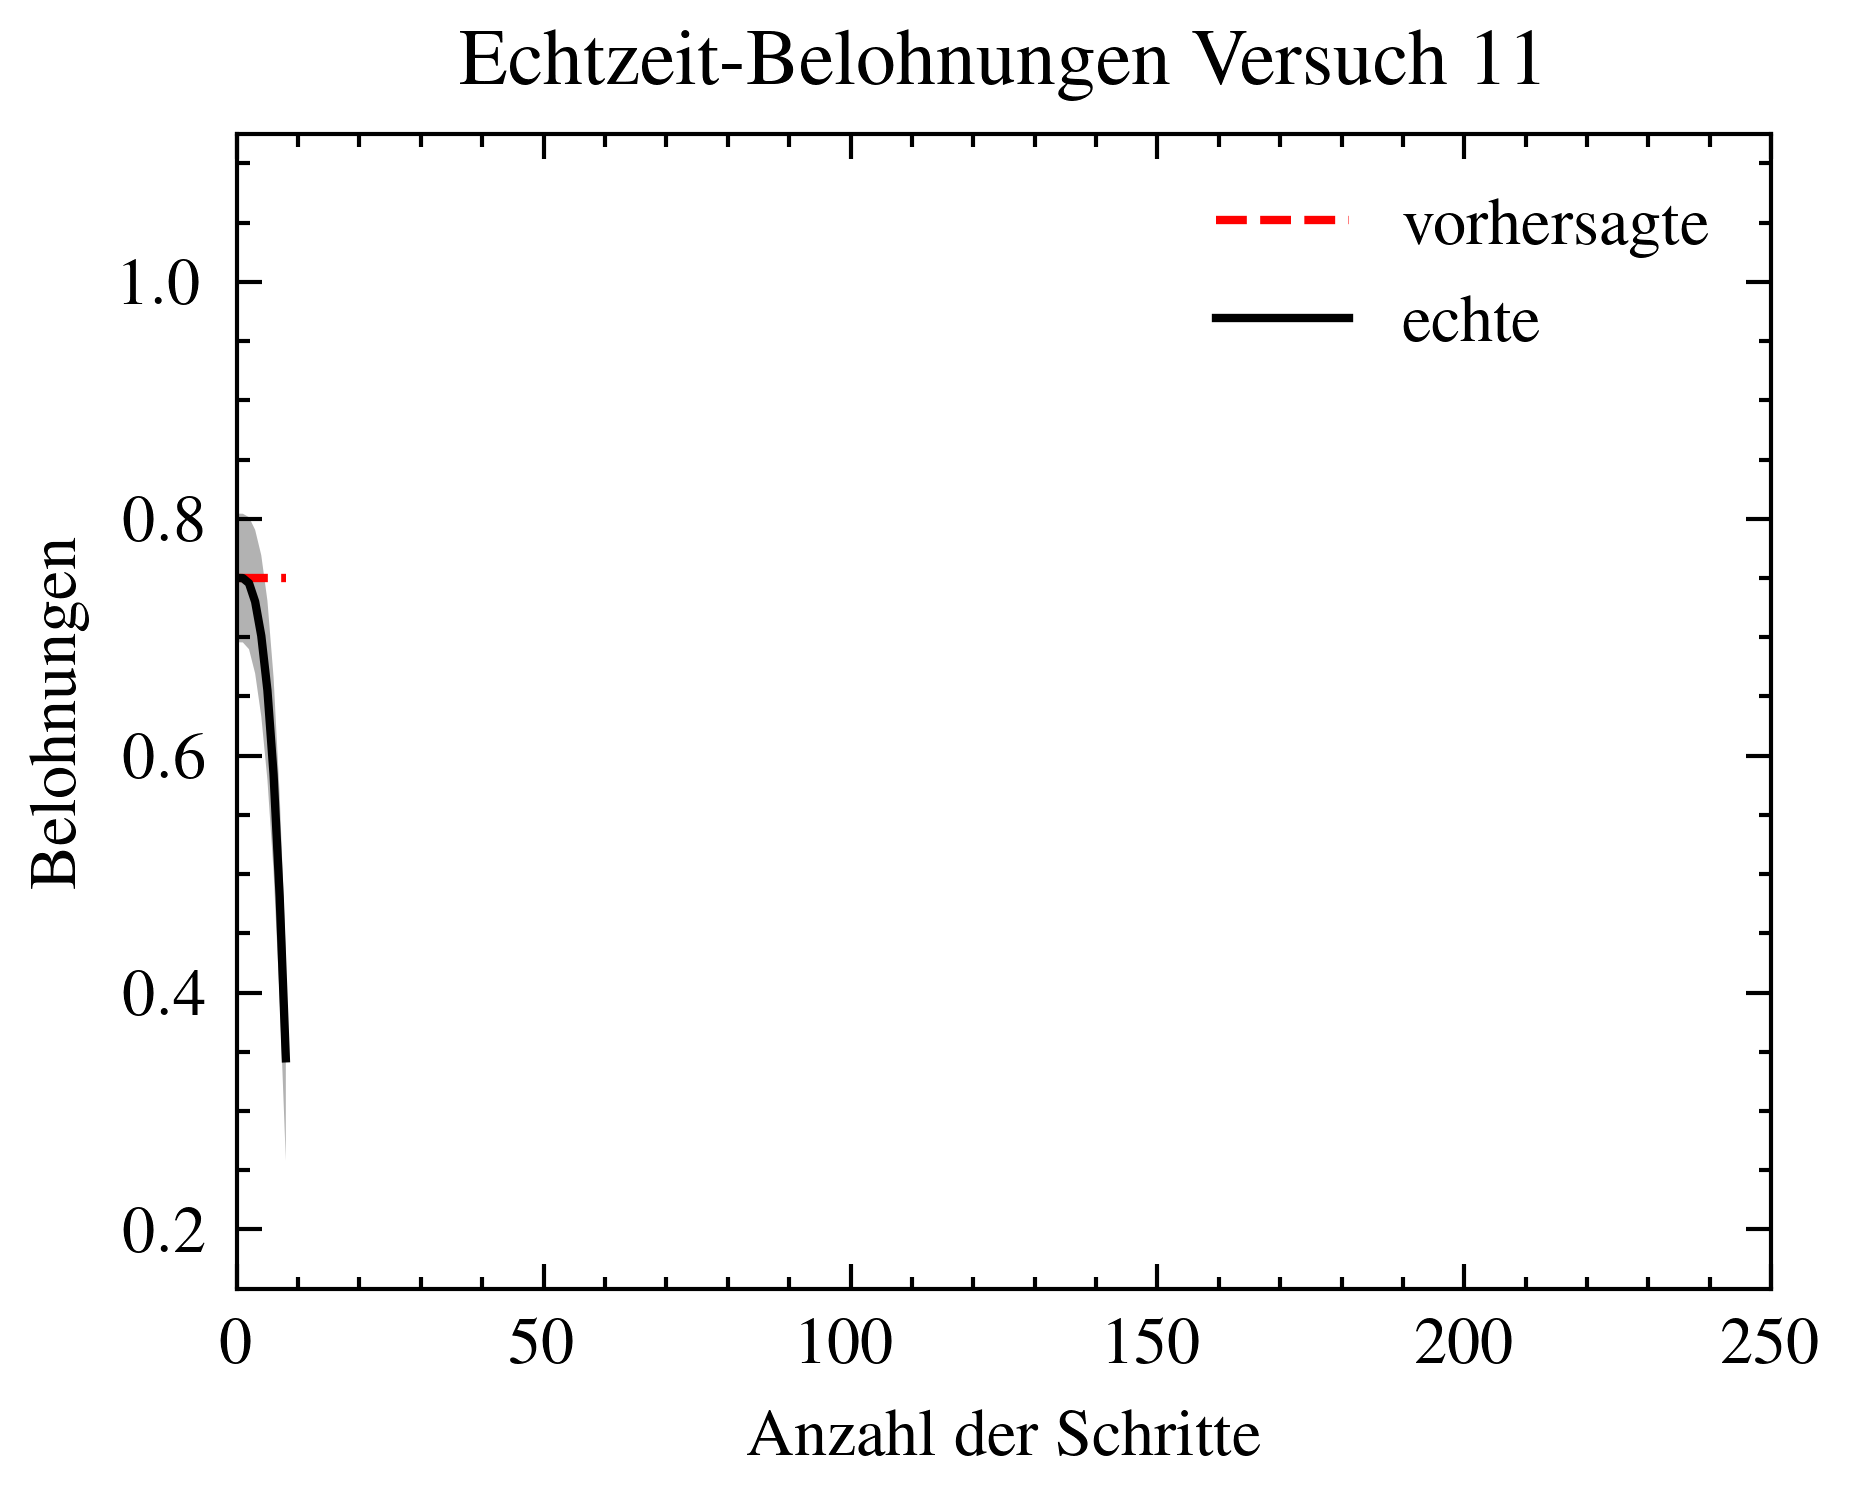 Echtzeit-Belohnungen Versuch 11
vorhersagte
echte
1.0
0.8
0.6
0.4
0.2
Belohnungen
0 50 100 150 200 250
Anzahl der Schritte